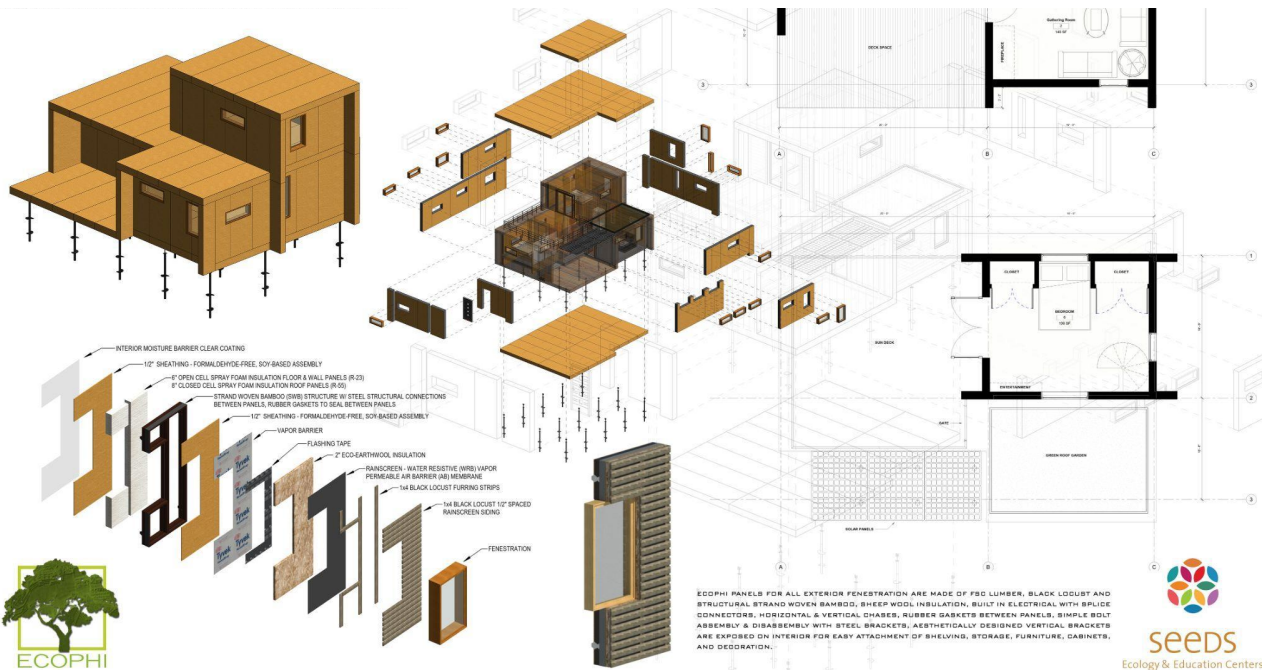 DECK SPACE
Gathering Room
FIREPLACE
3
3
A
B
C
1
CLOSET
CLOSET
BEDROOM
SUN DECK
ENTERTAINMENT
2
GATE
GREEN ROOF GARDEN
3
SOLAR PANELS
A
B
C
INTERIOR MOISTURE BARRIER CLEAR COATING
1/2" SHEATHING - FORMALDEHYDE-FREE, SOY-BASED ASSEMBLY
6" OPEN CELL SPRAY FOAM INSULATION FLOOR & WALL PANELS (R-23)
8" CLOSED CELL SPRAY FOAM INSULATION ROOF PANELS (R-55)
STRAND WOVEN BAMBOO (SWB) STRUCTURE W/ STEEL STRUCTURAL CONNECTIONS
BETWEEN PANELS, RUBBER GASKETS TO SEAL BETWEEN PANELS
1/2" SHEATHING - FORMALDEHYDE-FREE, SOY-BASED ASSEMBLY
VAPOR BARRIER
FLASHING TAPE
2" ECO-EARTHWOOL INSULATION
RAINSCREEN - WATER RESISTIVE (WRB) VAPOR
PERMEABLE AIR BARRIER (AB) MEMBRANE
1x4 BLACK LOCUST FURRING STRIPS
1x4 BLACK LOCUST 1/2" SPACED
RAINSCREEN SIDING
FENESTRATION
Tyvek
Tyvek
Tyvek
Tyvek
ECOPHI
ECOPHI PANELS FOR ALL EXTERIOR FENESTRATION ARE MADE OF FSC LUMBER, BLACK LOCUST AND
STRUCTURAL STRAND WOVEN BAMBOO, SHEEP WOOL INSULATION, BUILT IN ELECTRICAL WITH SPLICE
CONNECTORS, HORIZONTAL & VERTICAL CHASES, RUBBER GASKETS BETWEEN PANELS, SIMPLE BOLT
ASSEMBLY & DISASSEMBLY WITH STEEL BRACKETS, AESTHETICALLY DESIGNED VERTICAL BRACKETS
ARE EXPOSED ON INTERIOR FOR EASY ATTACHMENT OF SHELVING, STORAGE, FURNITURE, CABINETS,
AND DECORATION.
seeDS
Ecology & Education Centers